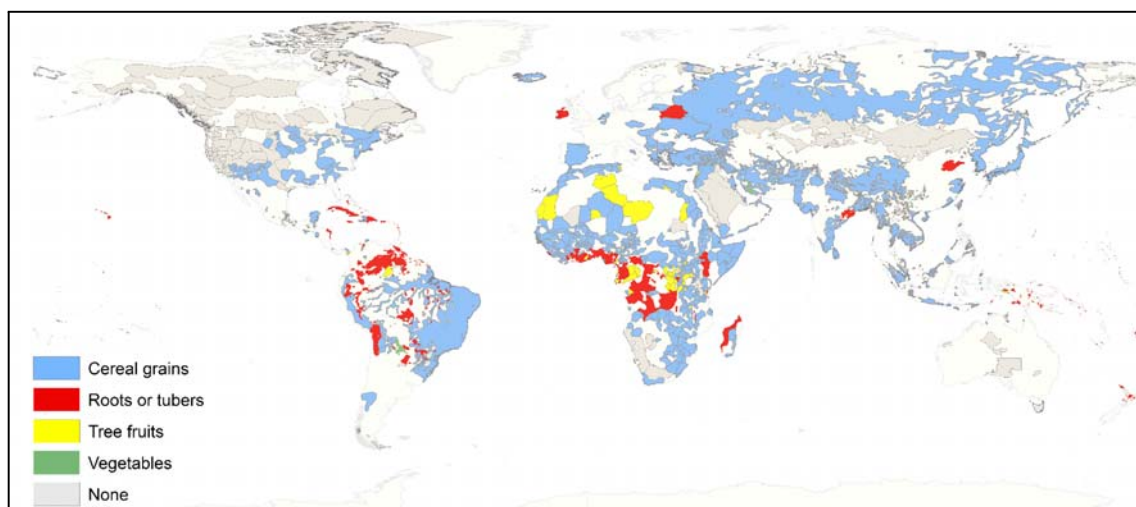 Cereal grains
Roots or tubers
Tree fruits
Vegetables
None